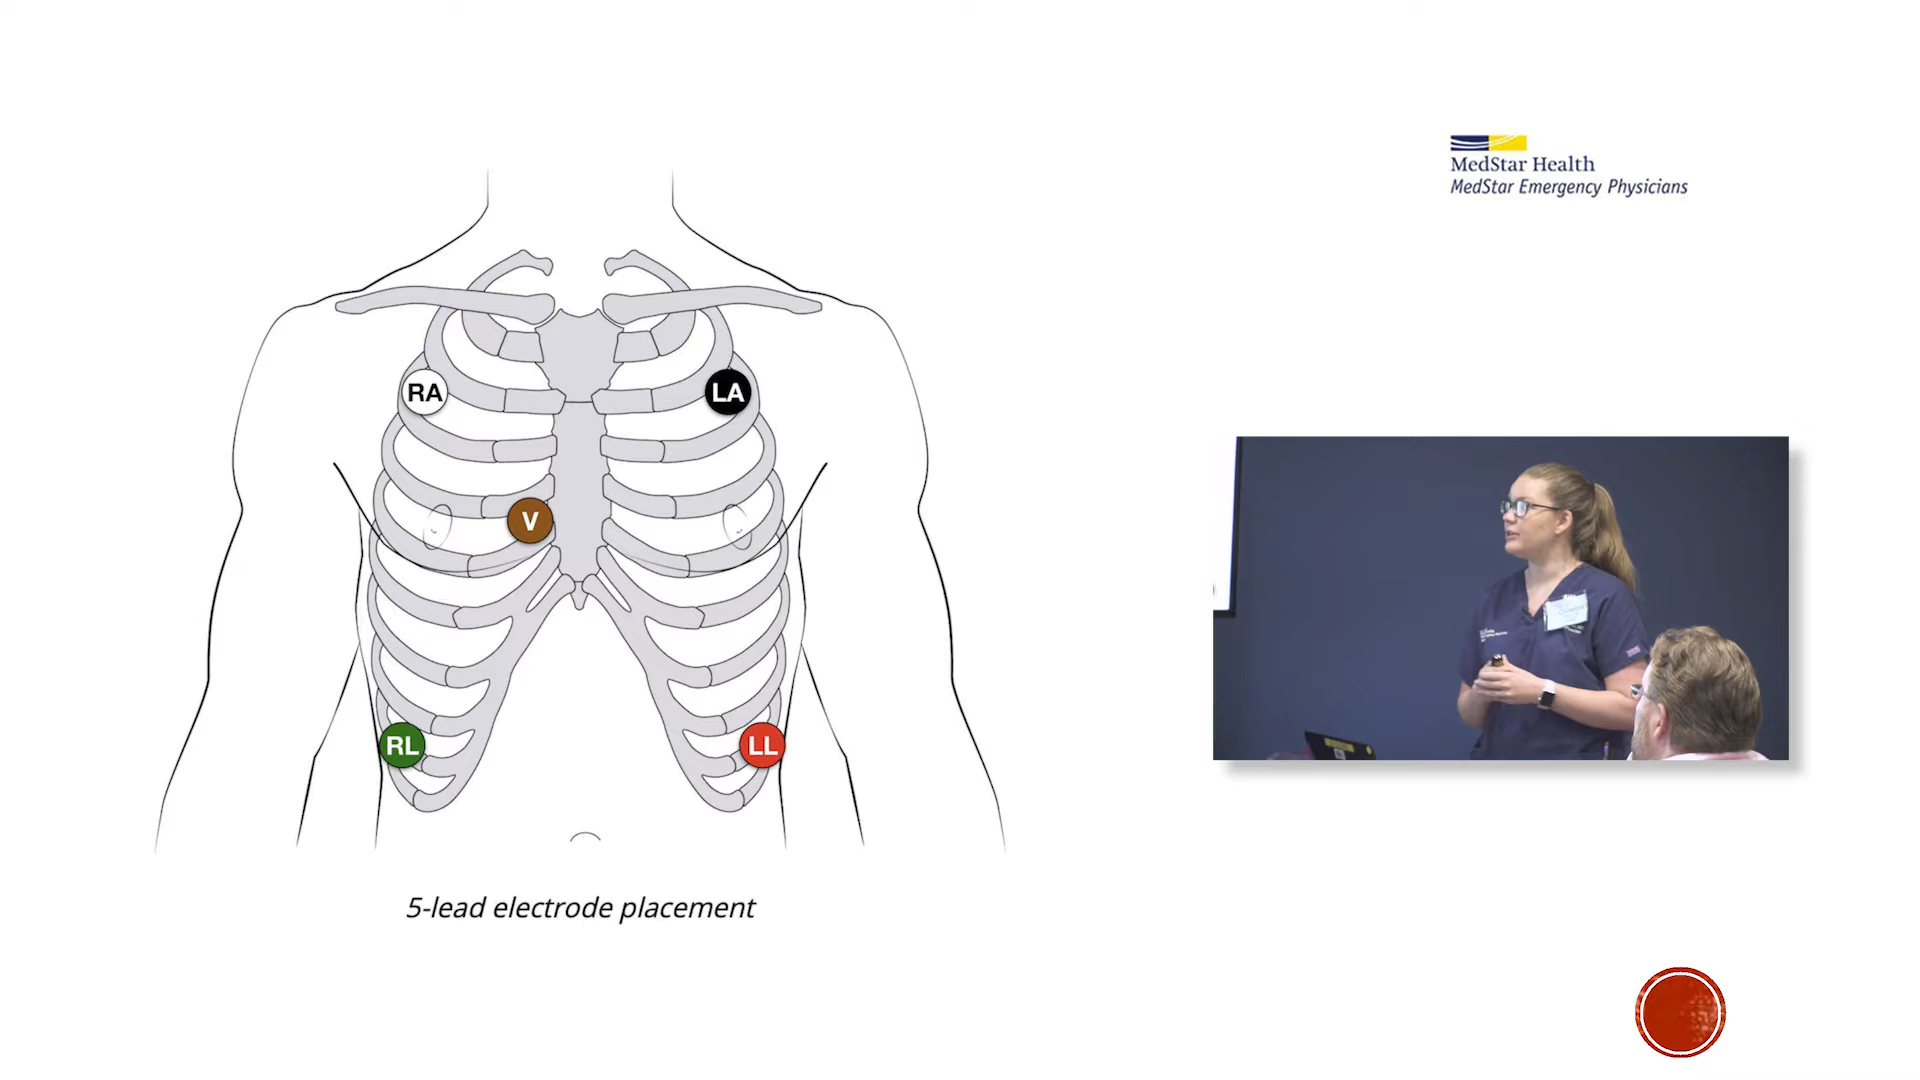 MedStar Health
MedStar Emergency Physicians
RA
LA
V
RL
LL
5-lead electrode placement